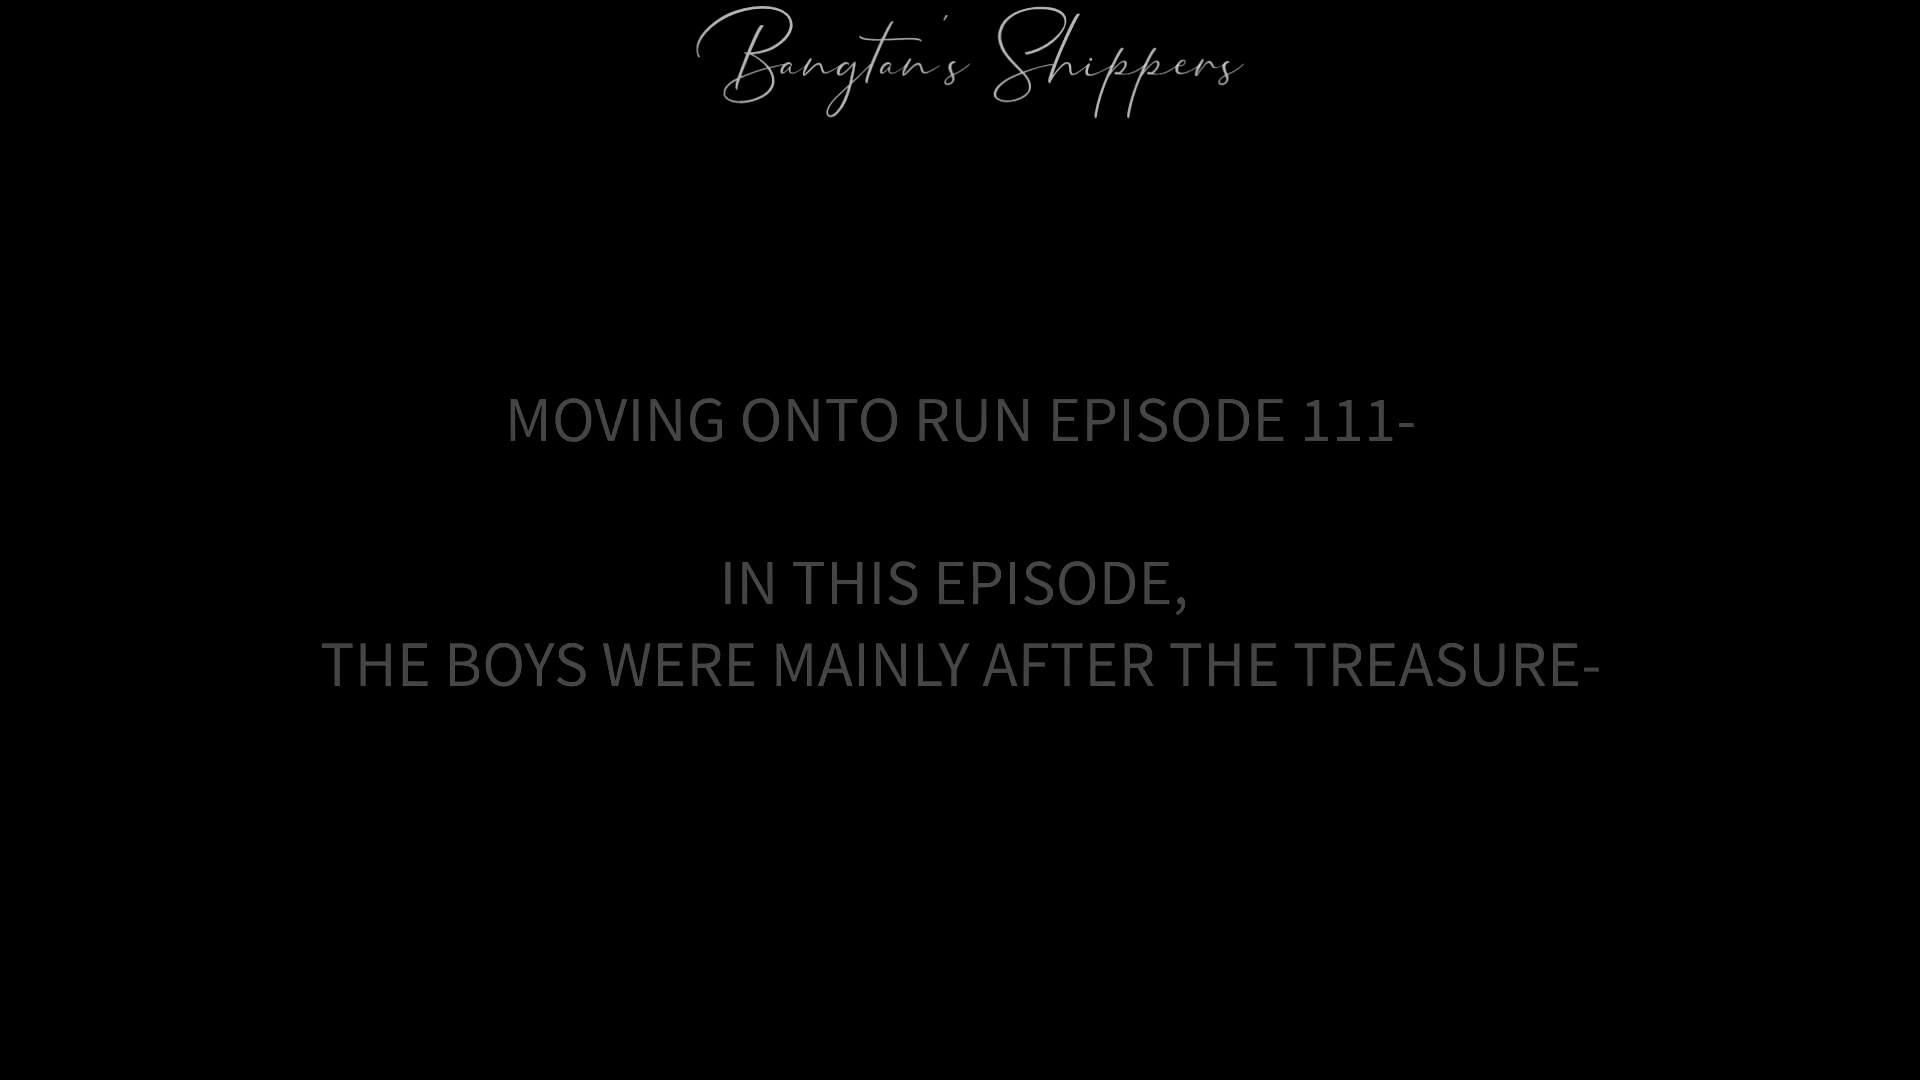 Bangtan's Shippers
MOVING ONTO RUN EPISODE 111-
IN THIS EPISODE,
THE BOYS WERE MAINLY AFTER THE TREASURE-